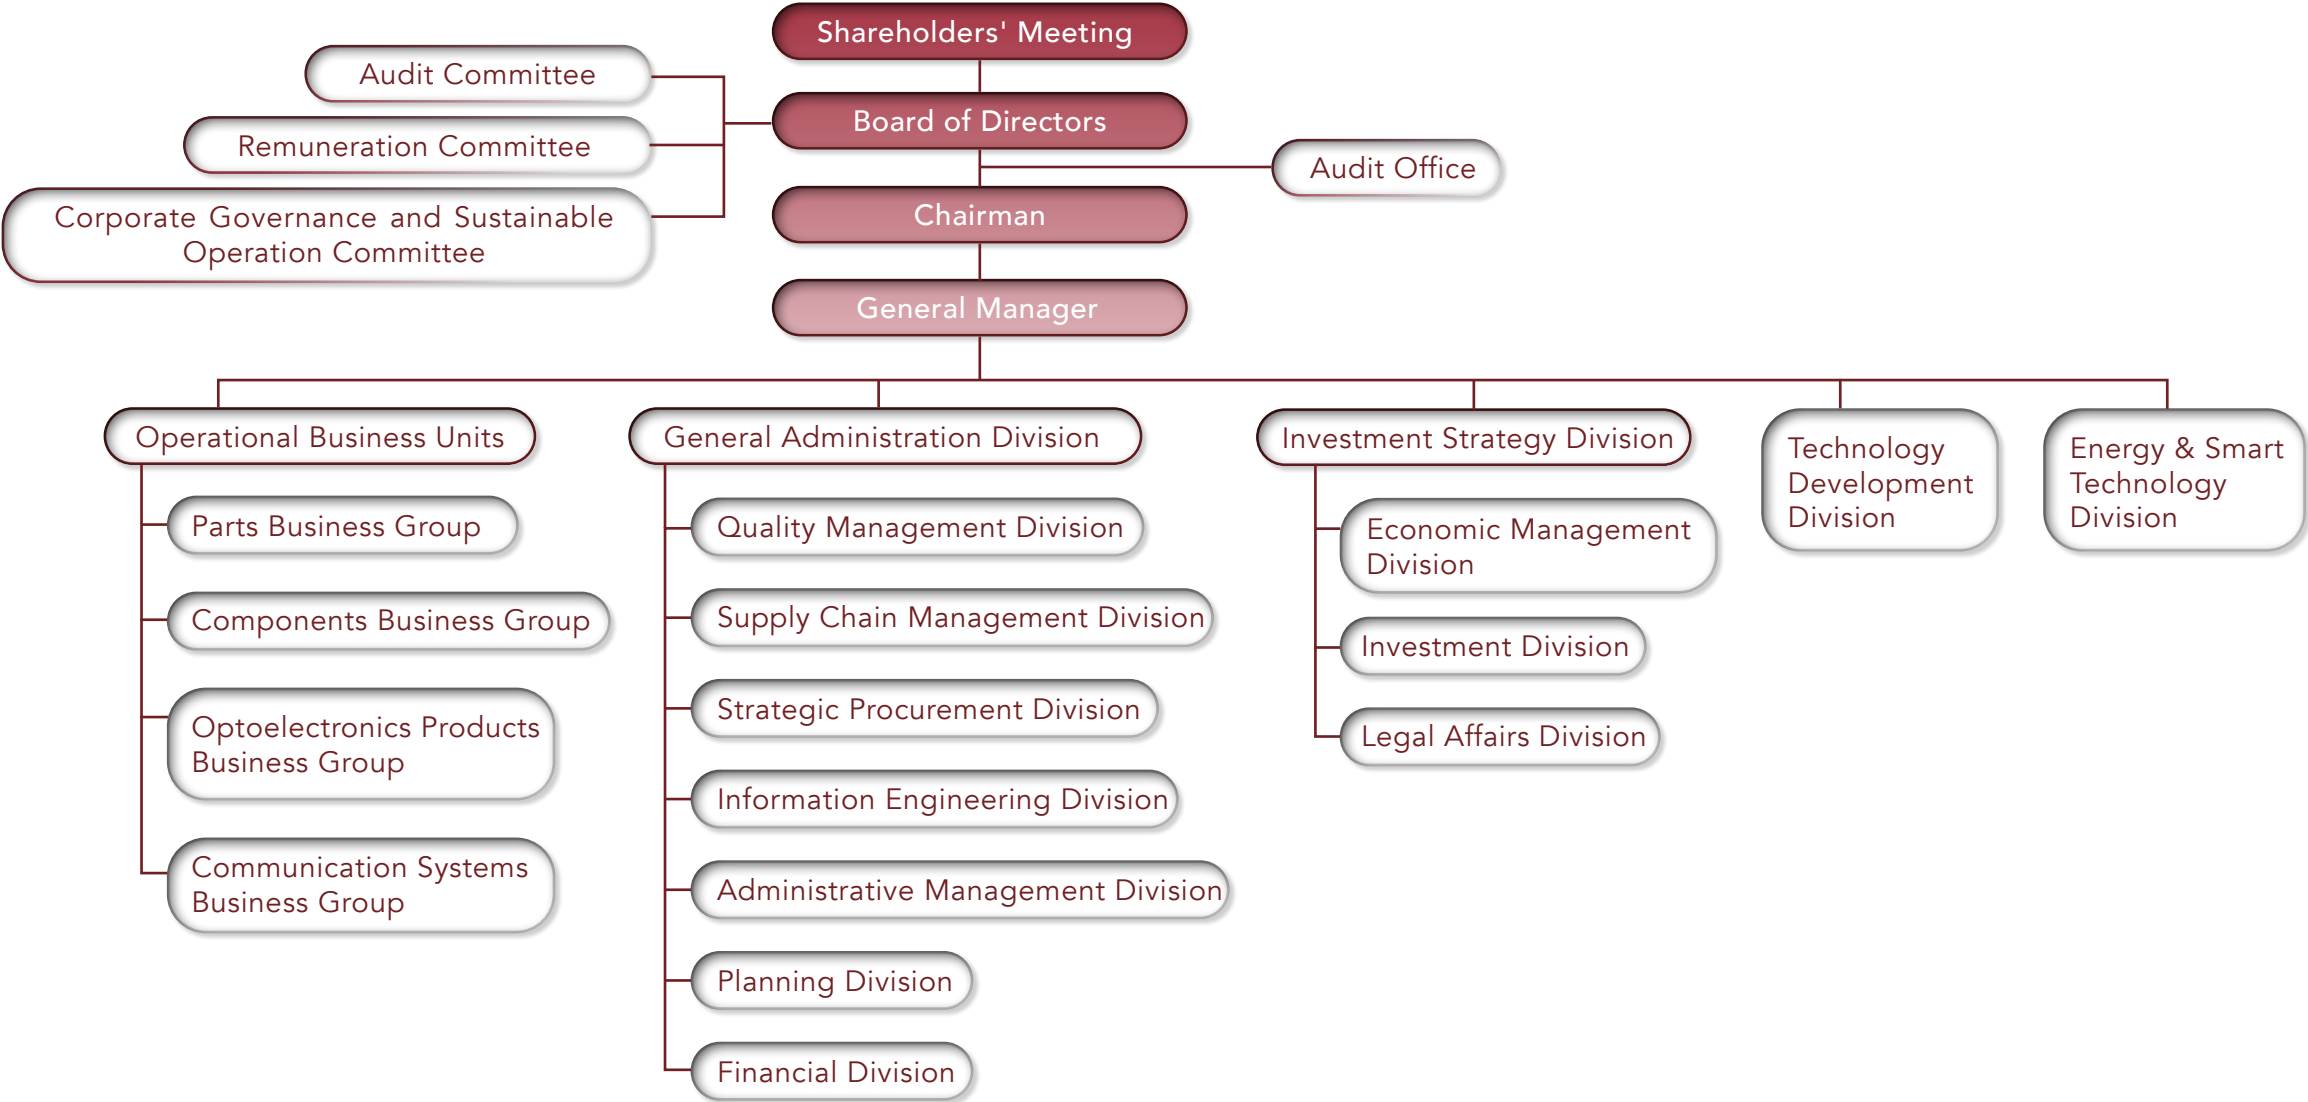 Shareholders' Meeting
Audit Committee
Board of Directors
Remuneration Committee
Audit Office
Corporate Governance and Sustainable
Operation Committee
Chairman
General Manager
Operational Business Units
Parts Business Group
Components Business Group
Optoelectronics Products
Business Group
Communication Systems
Business Group
General Administration Division
Quality Management Division
Supply Chain Management Division
Strategic Procurement Division
Information Engineering Division
Administrative Management Division
Planning Division
Financial Division
Investment Strategy Division
Economic Management
Division
Investment Division
Legal Affairs Division
Technology
Development
Division
Energy & Smart
Technology
Division